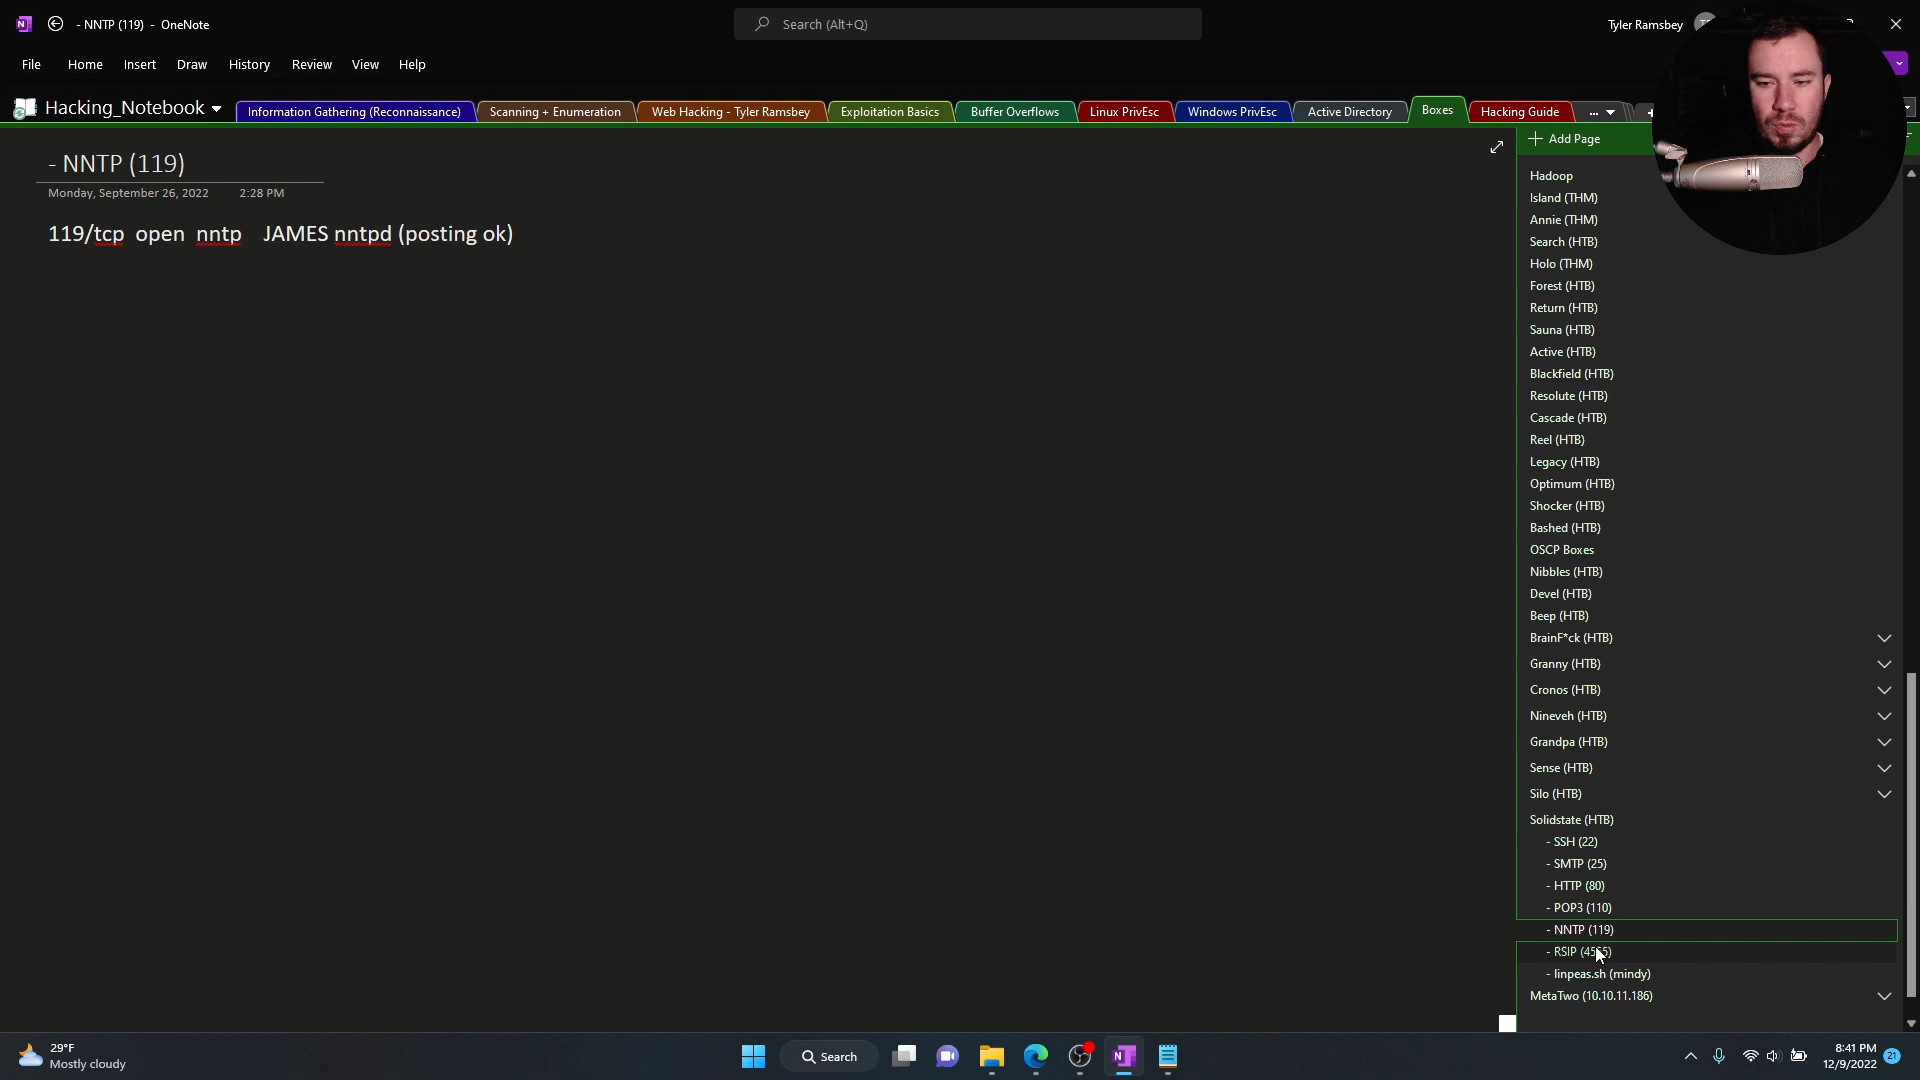 - NNTP (119) - OneNote
Search (Alt+Q)
Tyler Ramsbey
File Home Insert Draw History Review View Help
Hacking_Notebook
Information Gathering (Reconnaissance)
Scanning + Enumeration
Web Hacking - Tyler Ramsbey
Exploitation Basics
Buffer Overflows
Linux PrivEsc
Windows PrivEsc
Active Directory
Boxes
Hacking Guide
...
- NNTP (119)
Monday, September 26, 2022 2:28 PM
119/tcp open nntp JAMES nntpd (posting ok)
Add Page
Hadoop
Island (THM)
Annie (THM)
Search (HTB)
Holo (THM)
Forest (HTB)
Return (HTB)
Sauna (HTB)
Active (HTB)
Blackfield (HTB)
Resolute (HTB)
Cascade (HTB)
Reel (HTB)
Legacy (HTB)
Optimum (HTB)
Shocker (HTB)
Bashed (HTB)
OSCP Boxes
Nibbles (HTB)
Devel (HTB)
Beep (HTB)
BrainF*ck (HTB)
Granny (HTB)
Cronos (HTB)
Nineveh (HTB)
Grandpa (HTB)
Sense (HTB)
Silo (HTB)
Solidstate (HTB)
- SSH (22)
- SMTP (25)
- HTTP (80)
- POP3 (110)
- NNTP (119)
- RSIP
- linpeas.sh (mindy)
MetaTwo (10.10.11.186)
29°F
Mostly cloudy
Search
8:41 PM
12/9/2022
21